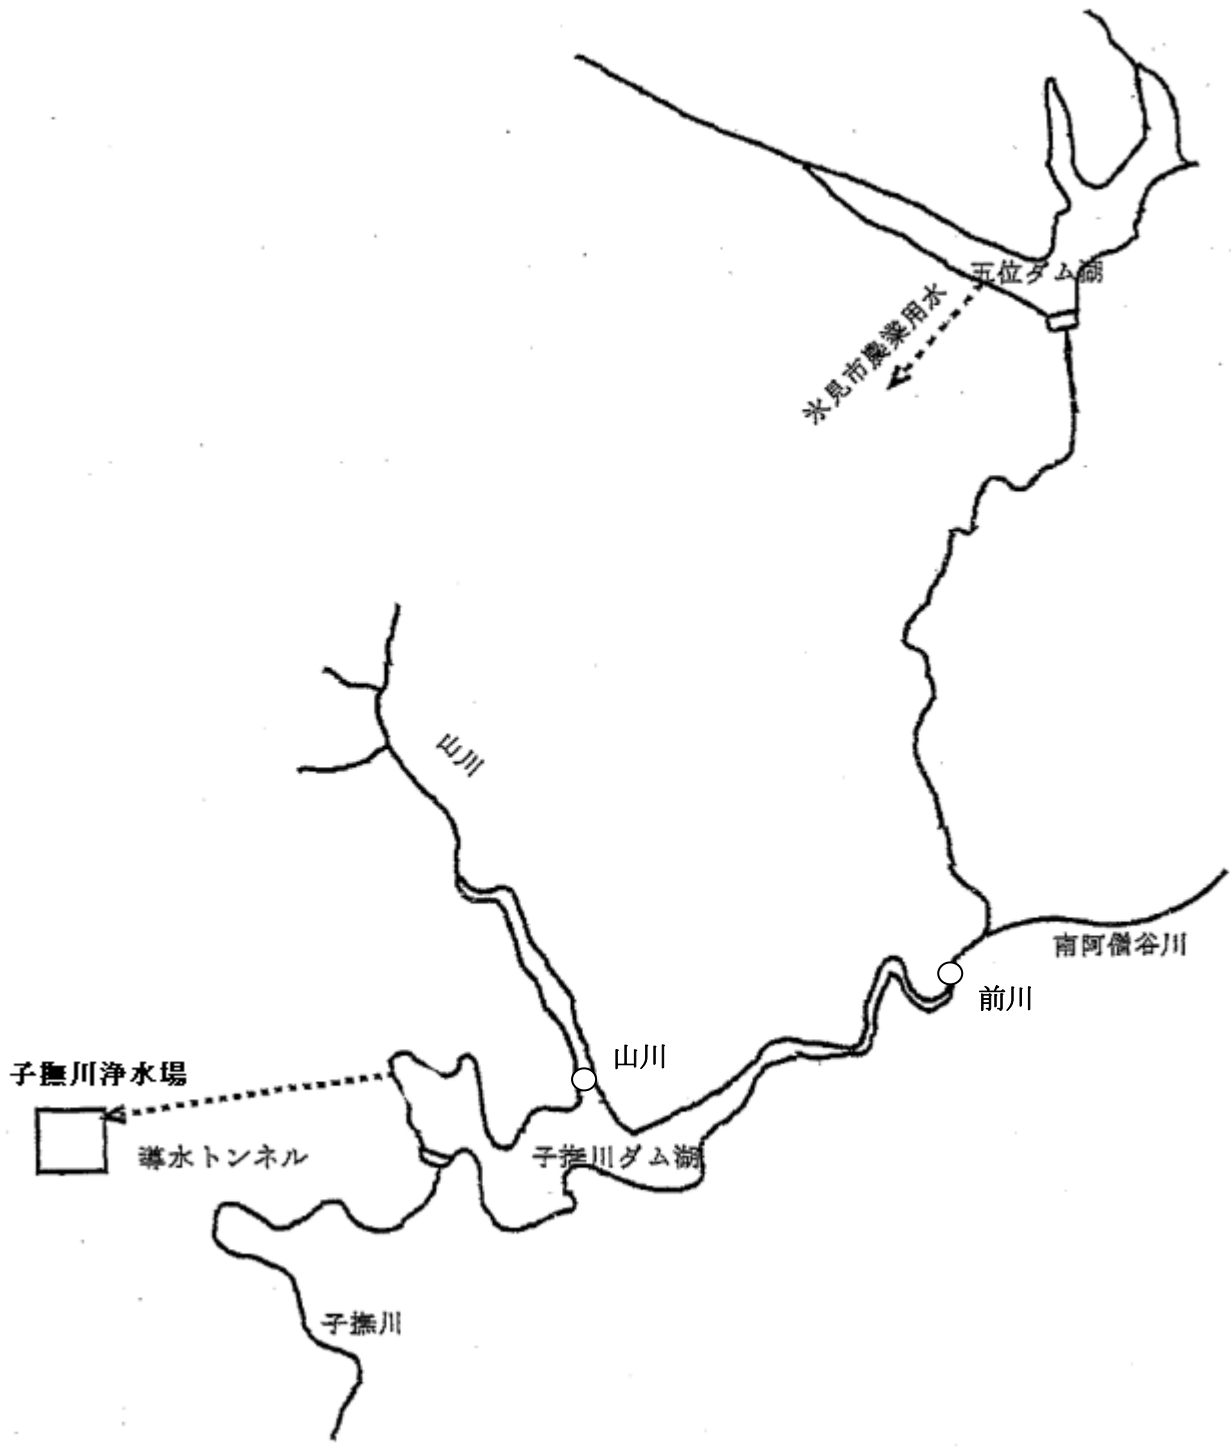 五位ダム湖
氷見市農業用水
山川
南阿僧谷川
前川
山川
子撫川浄水場
導水トンネル
子撫川ダム湖
子撫川